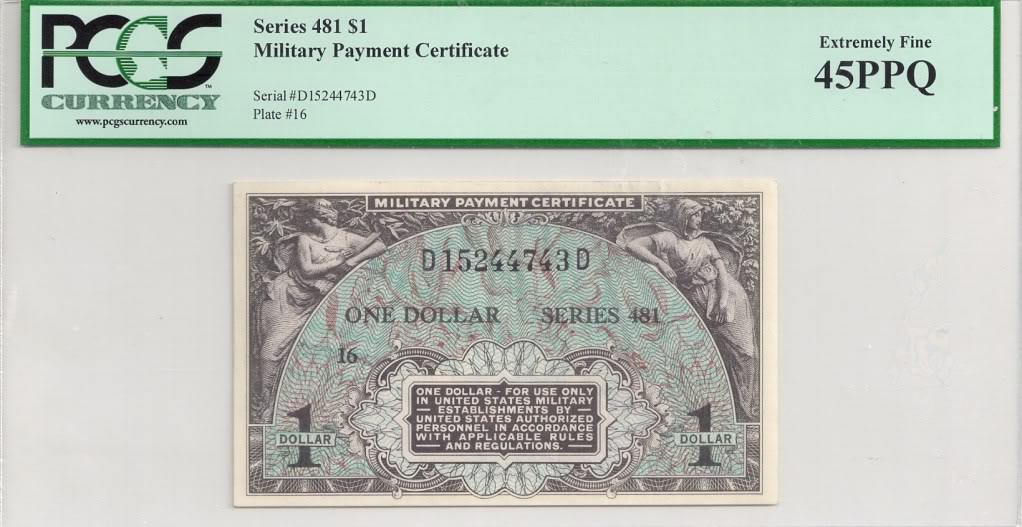 PCGS
CURRENCY
www.pcgscurrency.com
Series 481 $1
Military Payment Certificate
Serial #D15244743D
Plate #16
Extremely Fine
45PPQ
MILITARY PAYMENT CERTIFICATE
D15244743D
ONE DOLLAR SERIES 481
16
ONE DOLLAR - FOR USE ONLY
IN UNITED STATES MILITARY
ESTABLISHMENTS BY
UNITED STATES AUTHORIZED
PERSONNEL IN ACCORDANCE
WITH APPLICABLE RULES
AND REGULATIONS.
1
DOLLAR
1
DOLLAR